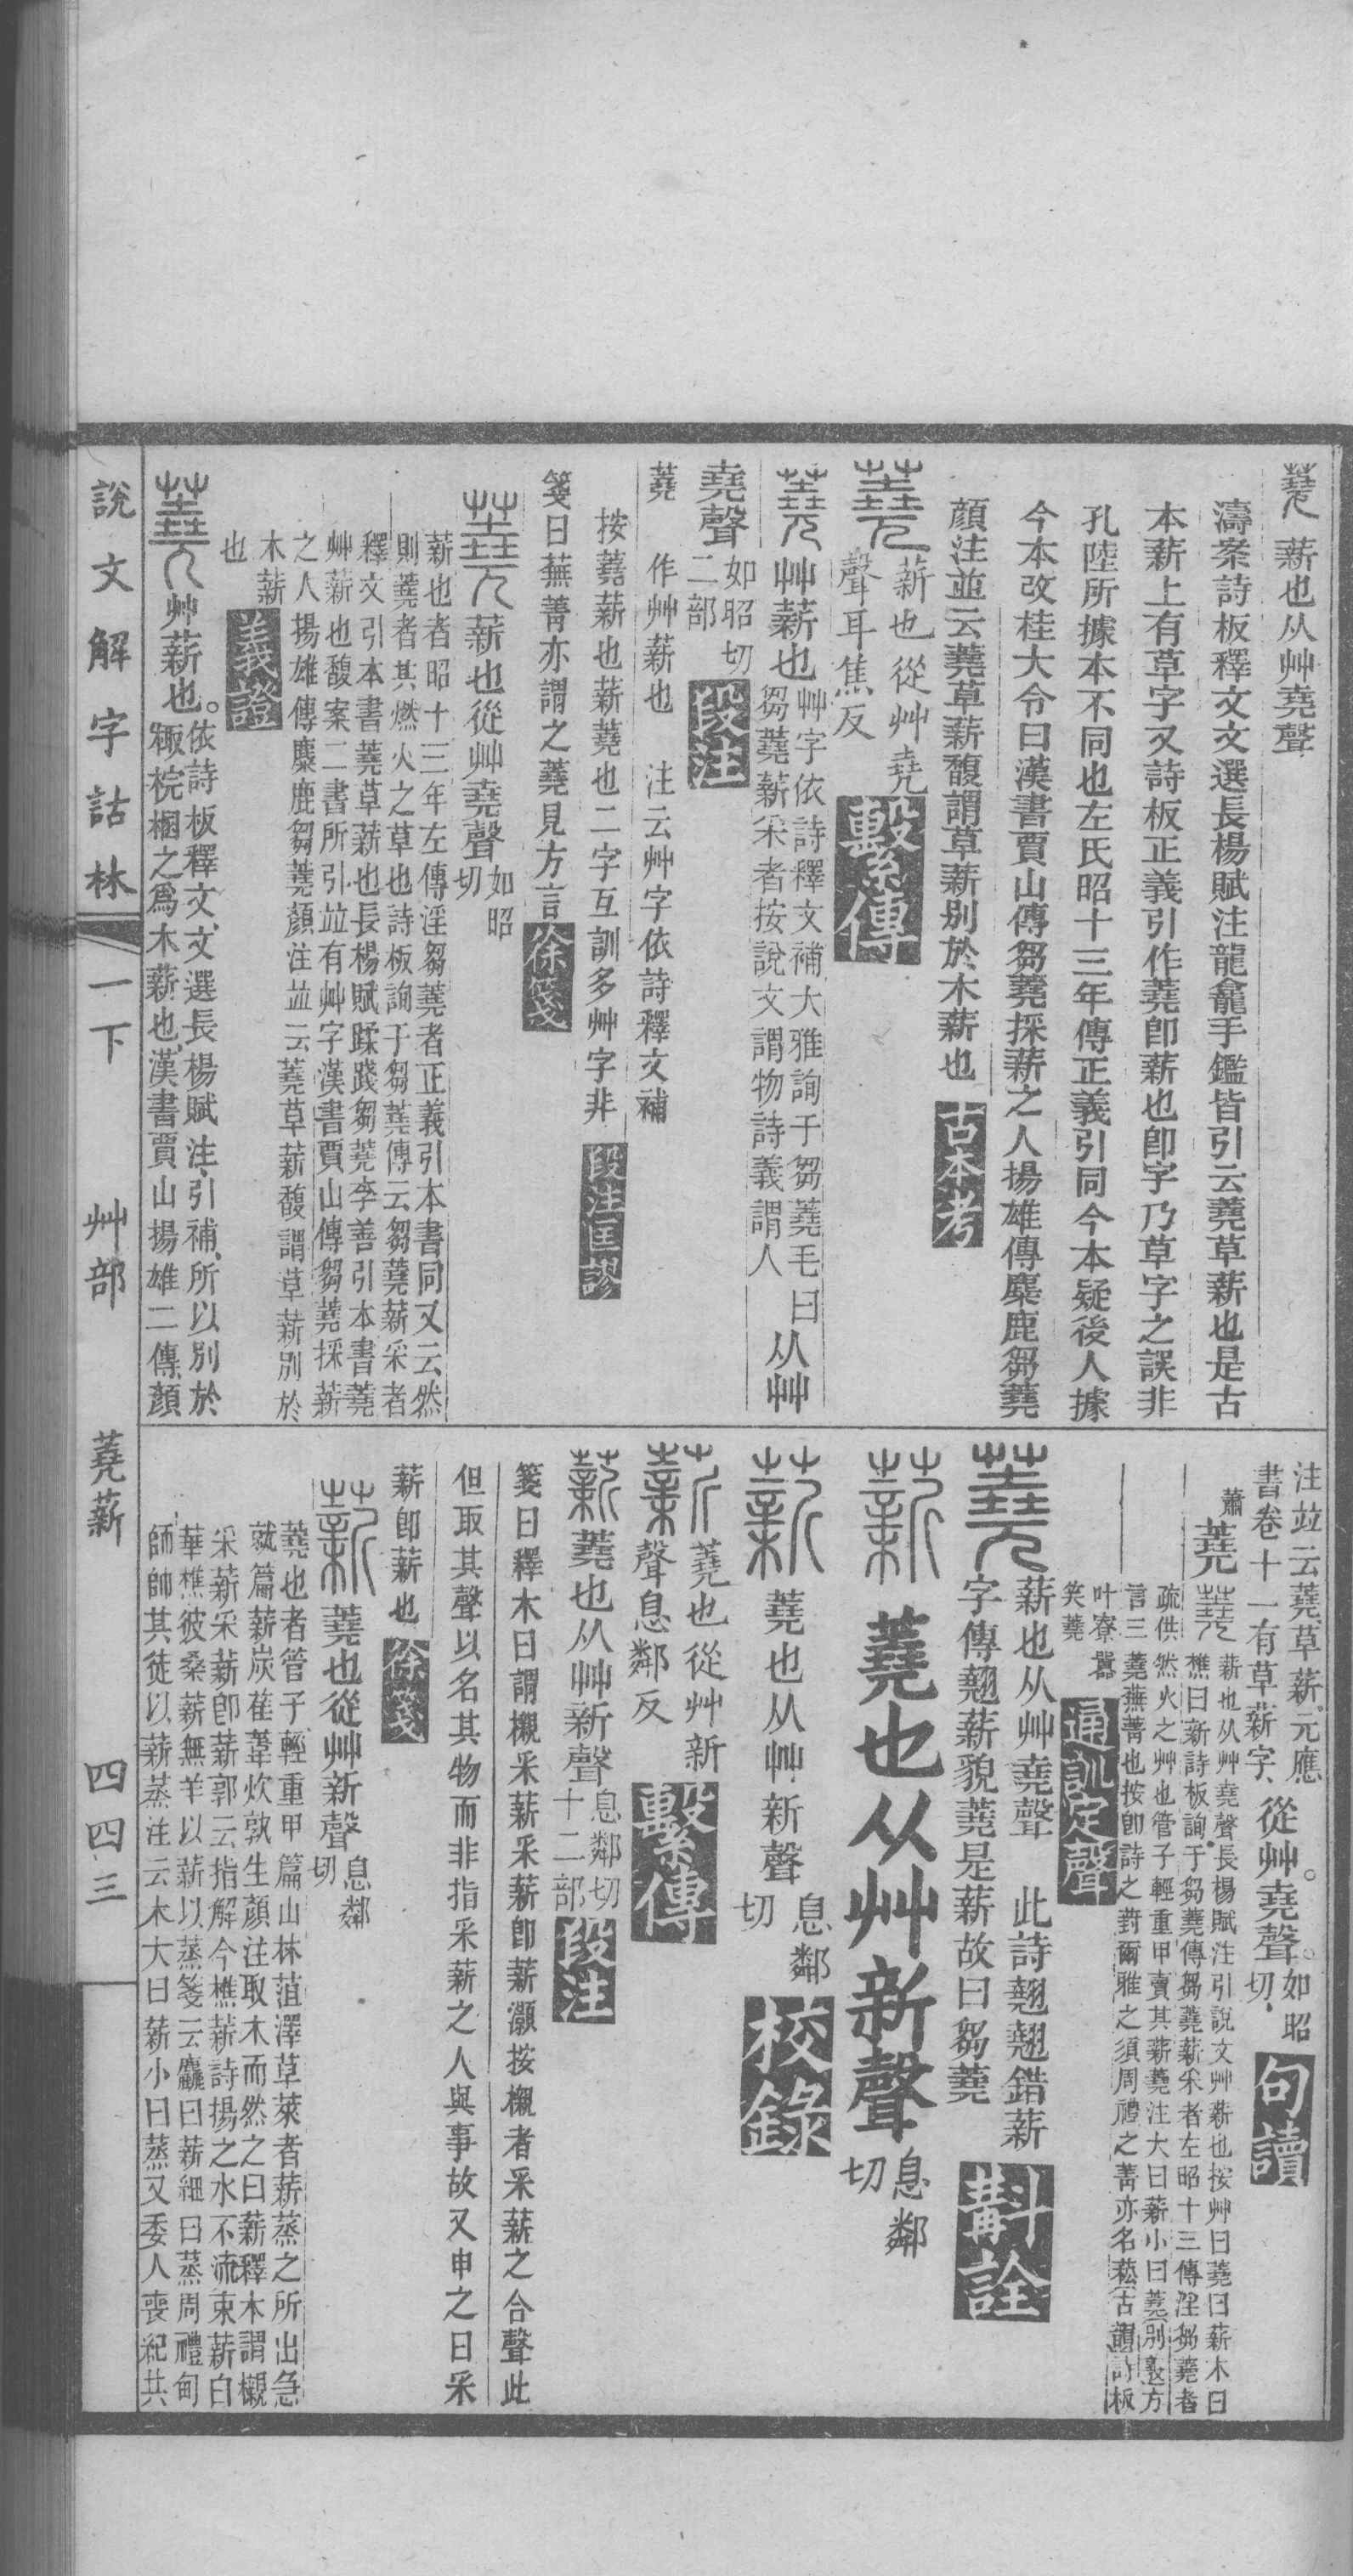 蕘 薪也从艸堯聲
濤案詩板釋文文選長楊賦注龍龕手鑑皆引云蕘草薪也是古
本薪上有草字又詩板正義引作蕘卽薪也卽字乃草字之誤非
孔陸所據本不同也左氏昭十三年傳正義引同今本疑後人據
今本改桂大令曰漢書賈山傳芻蕘採薪之人揚雄傳麋鹿芻蕘
顏注並云蕘草薪馥謂草薪別於木薪也 古本考
蕘 薪也從艸堯
聲耳焦反 繫傳
蕘 艸薪也 艸字依詩釋文補大雅詢于芻蕘毛曰
芻蕘薪采者按說文謂物詩義謂人 从艸
堯聲 如昭切
二部 段注
蕘 作艸薪也 注云艸字依詩釋文補
按蕘薪也薪蕘也二字互訓多艸字非 段注匡謬
箋曰蕪菁亦謂之蕘見方言 徐箋
蕘 薪也從艸堯聲 如昭
切
薪也者昭十三年左傳淫芻蕘者正義引本書同又云然
則蕘者其燃火之草也詩板詢于芻蕘傳云芻蕘薪采者
釋文引本書蕘草薪也長楊賦蹂踐芻蕘李善引本書蕘
艸薪也馥案二書所引竝有艸字漢書賈山傳芻蕘採薪
之人揚雄傳麋鹿芻蕘顏注竝云蕘草薪馥謂草薪別於
木薪
也 義證
蕘 艸薪也。依詩板釋文、文選長楊賦注、引補、所以別於
䡝梡棞之爲木薪也、漢書賈山揚雄二傳顏
注竝云蕘、草薪、元應
書卷十一有草薪字、 從艸。堯聲。 如昭
切、 句讀
蕭 蕘 薪也从艸堯聲長楊賦注引說文艸薪也按艸曰蕘曰薪木曰
樵曰新詩板詢于芻蕘傳芻蕘薪采者左昭十三傳淫芻蕘者
疏供然火之艸也管子輕重甲賣其薪蕘注大曰薪小曰蕘 別義 方
言三蕘蕪菁也按卽詩之葑爾雅之須周禮之菁亦名菘 古韻 詩板
叶寮囂
笑蕘 通訓定聲
蕘 薪也从艸堯聲 此詩翹翹錯薪
字傳翹薪貌蕘是薪故曰芻蕘 斠詮
薪 蕘也从艸新聲 息鄰
切
薪 蕘也从艸新聲 息鄰
切 校錄
薪 蕘也從艸新
聲息鄰反 繫傳
薪 蕘也从艸新聲 息鄰切
十二部 段注
箋曰釋木曰謂櫬采薪采薪卽薪灝按櫬者采薪之合聲此
但取其聲以名其物而非指采薪之人與事故又申之曰采
薪卽薪也 徐箋
薪 蕘也從艸新聲 息鄰
切
蕘也者管子輕重甲篇山林菹澤草萊者薪蒸之所出急
就篇薪炭萑葦炊孰生顏注取木而然之曰薪釋木謂櫬
采薪采薪卽薪郭云指解今樵薪詩揚之水不流束薪白
華樵彼桑薪無羊以薪以蒸箋云麤曰薪細曰蒸周禮甸
師帥其徒以薪蒸注云木大曰薪小曰蒸又委人喪紀共
說文解字詁林 一下 艸部 蕘薪 四四三